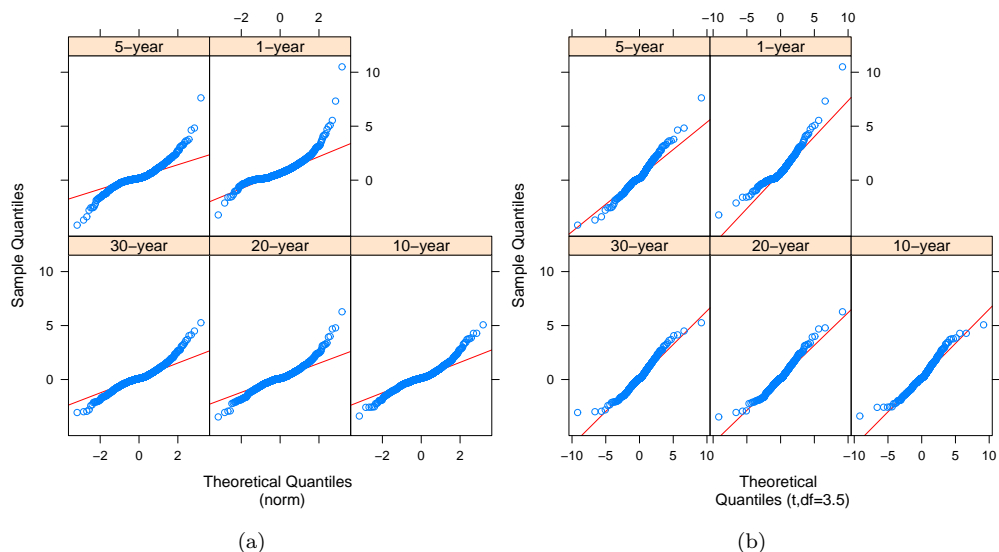 −2 0 2
−10 −5 0 5 10
5−year 1−year
5−year 1−year
10
5
0
10
5
0
Sample Quantiles
Sample Quantiles
30−year 20−year 10−year
30−year 20−year 10−year
10
5
0
10
5
0
−2 0 2
−2 0 2
−10 −5 0 5 10
−10 −5 0 5 10
Theoretical Quantiles
(norm)
Theoretical
Quantiles (t,df=3.5)
(a)
(b)